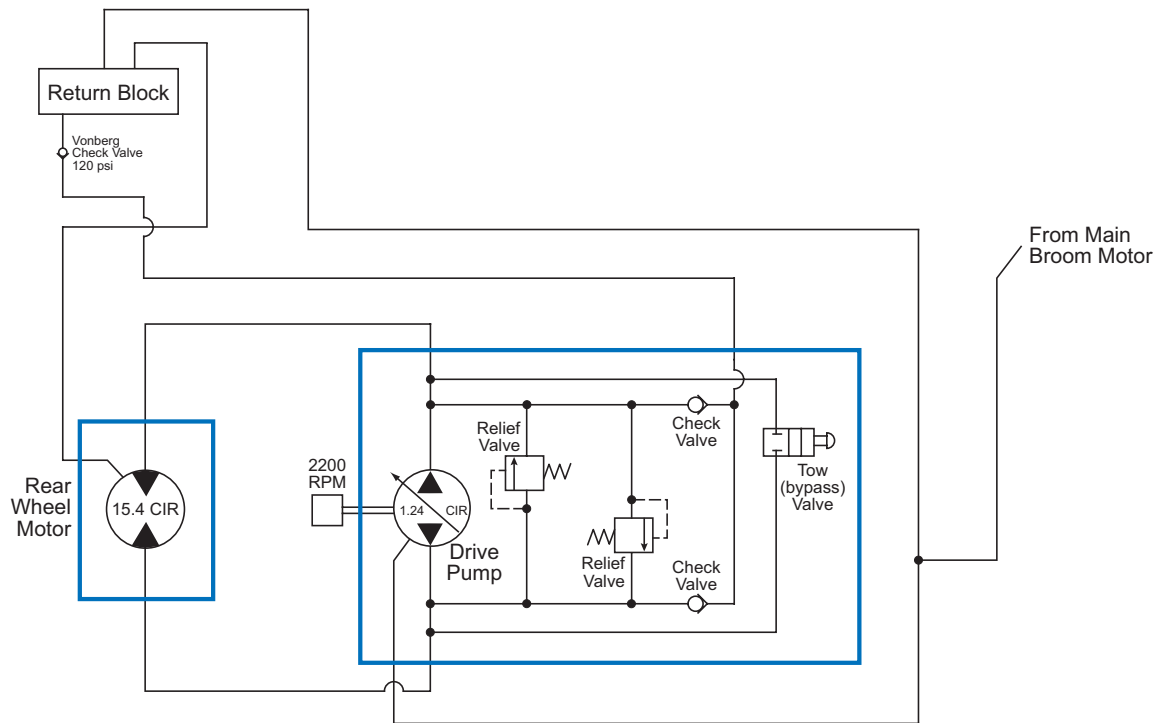 Return Block
Vonberg
Check Valve
120 psi
From Main
Broom Motor
Rear
Wheel
Motor
15.4 CIR
2200
RPM
1.24 CIR
Drive
Pump
Relief
Valve
Relief
Valve
Check
Valve
Check
Valve
Tow
(bypass)
Valve